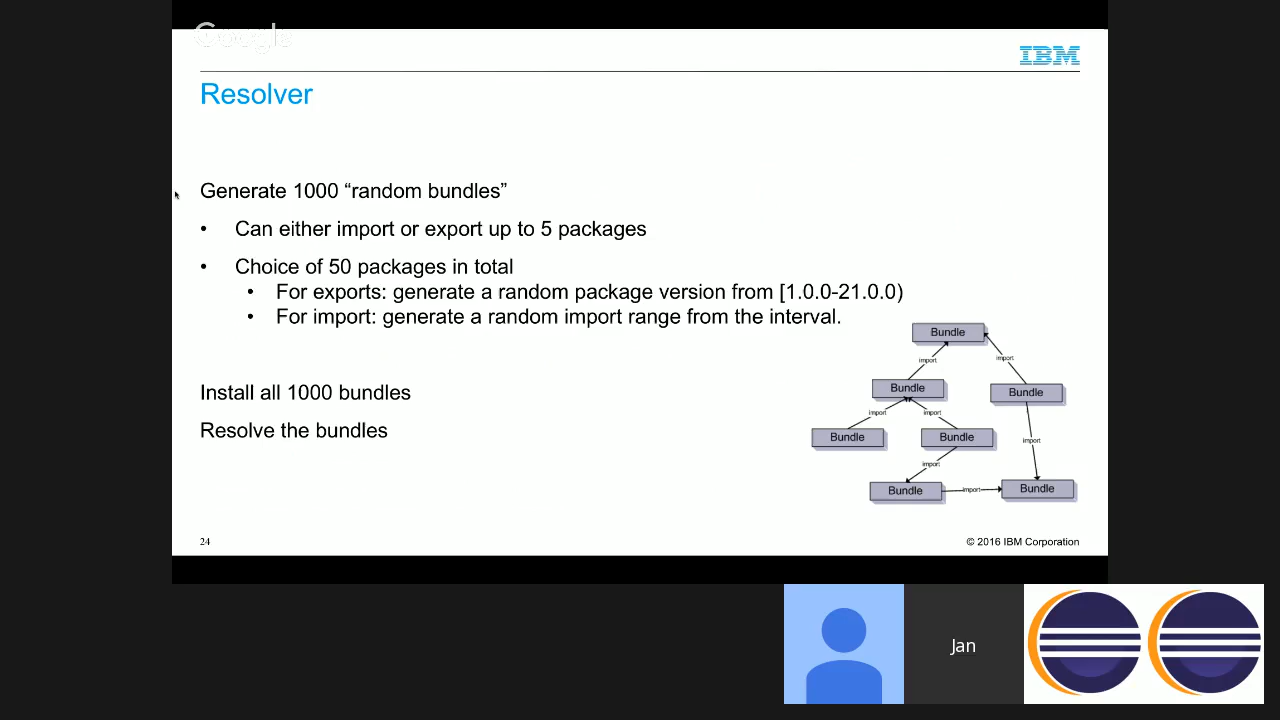 Google
IBM
Resolver
Generate 1000 “random bundles”
• Can either import or export up to 5 packages
• Choice of 50 packages in total
• For exports: generate a random package version from [1.0.0-21.0.0)
• For import: generate a random import range from the interval.
Install all 1000 bundles
Resolve the bundles
Bundle
import
import
Bundle
Bundle
import
import
Bundle
Bundle
import
import
Bundle
import
Bundle
24
© 2016 IBM Corporation
Jan